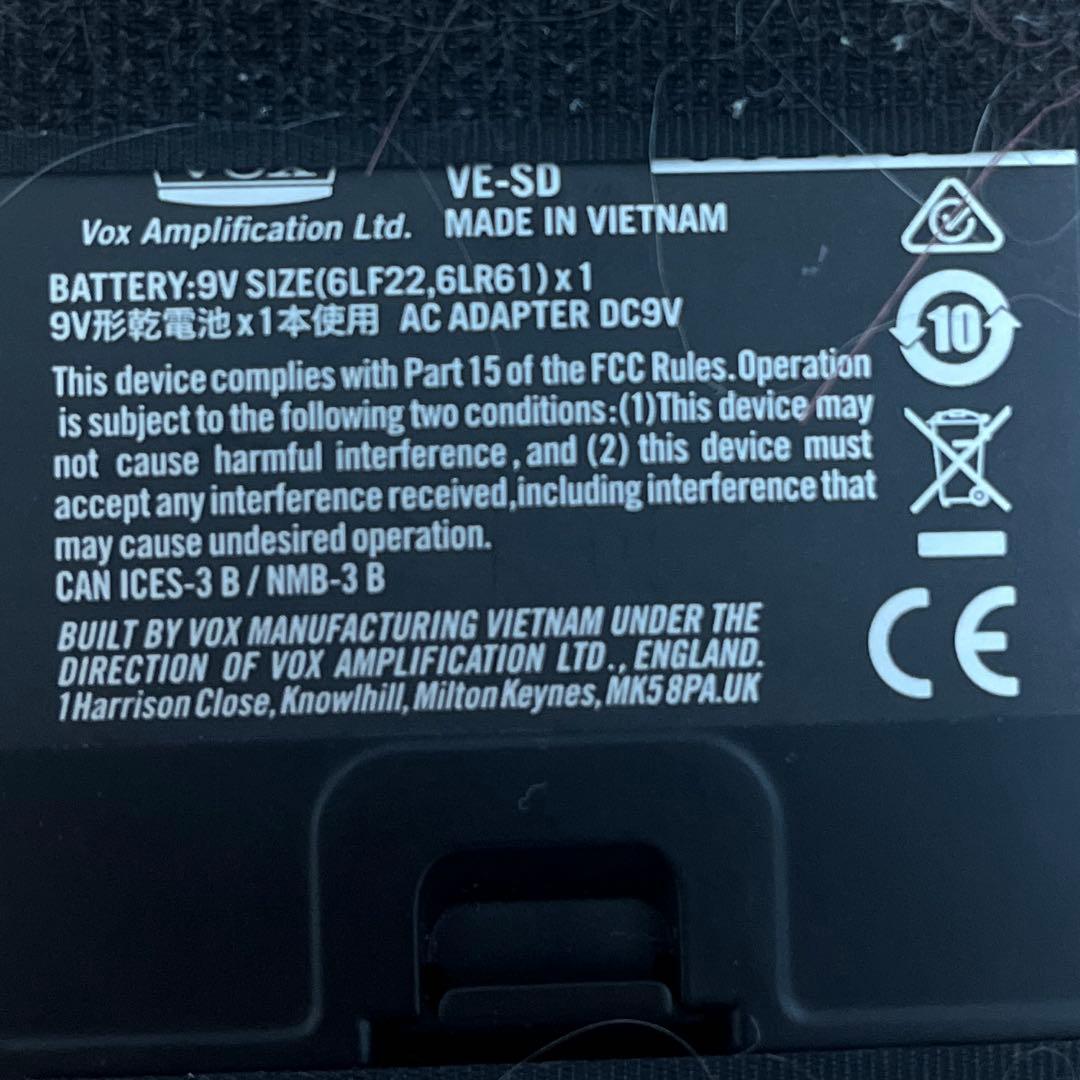 VOX
VE-SD
Vox Amplification Ltd.
MADE IN VIETNAM
BATTERY:9V SIZE(6LF22,6LR61)x1
9V形乾電池x1本使用 AC ADAPTER DC9V
This device complies with Part 15 of the FCC Rules. Operation
is subject to the following two conditions:(1)This device may
not cause harmful interference, and (2) this device must
accept any interference received,including interference that
may cause undesired operation.
CAN ICES-3 B / NMB-3 B
BUILT BY VOX MANUFACTURING VIETNAM UNDER THE
DIRECTION OF VOX AMPLIFICATION LTD., ENGLAND.
1Harrison Close, Knowlhill, Milton Keynes, MK5 8PA.UK
10
CE